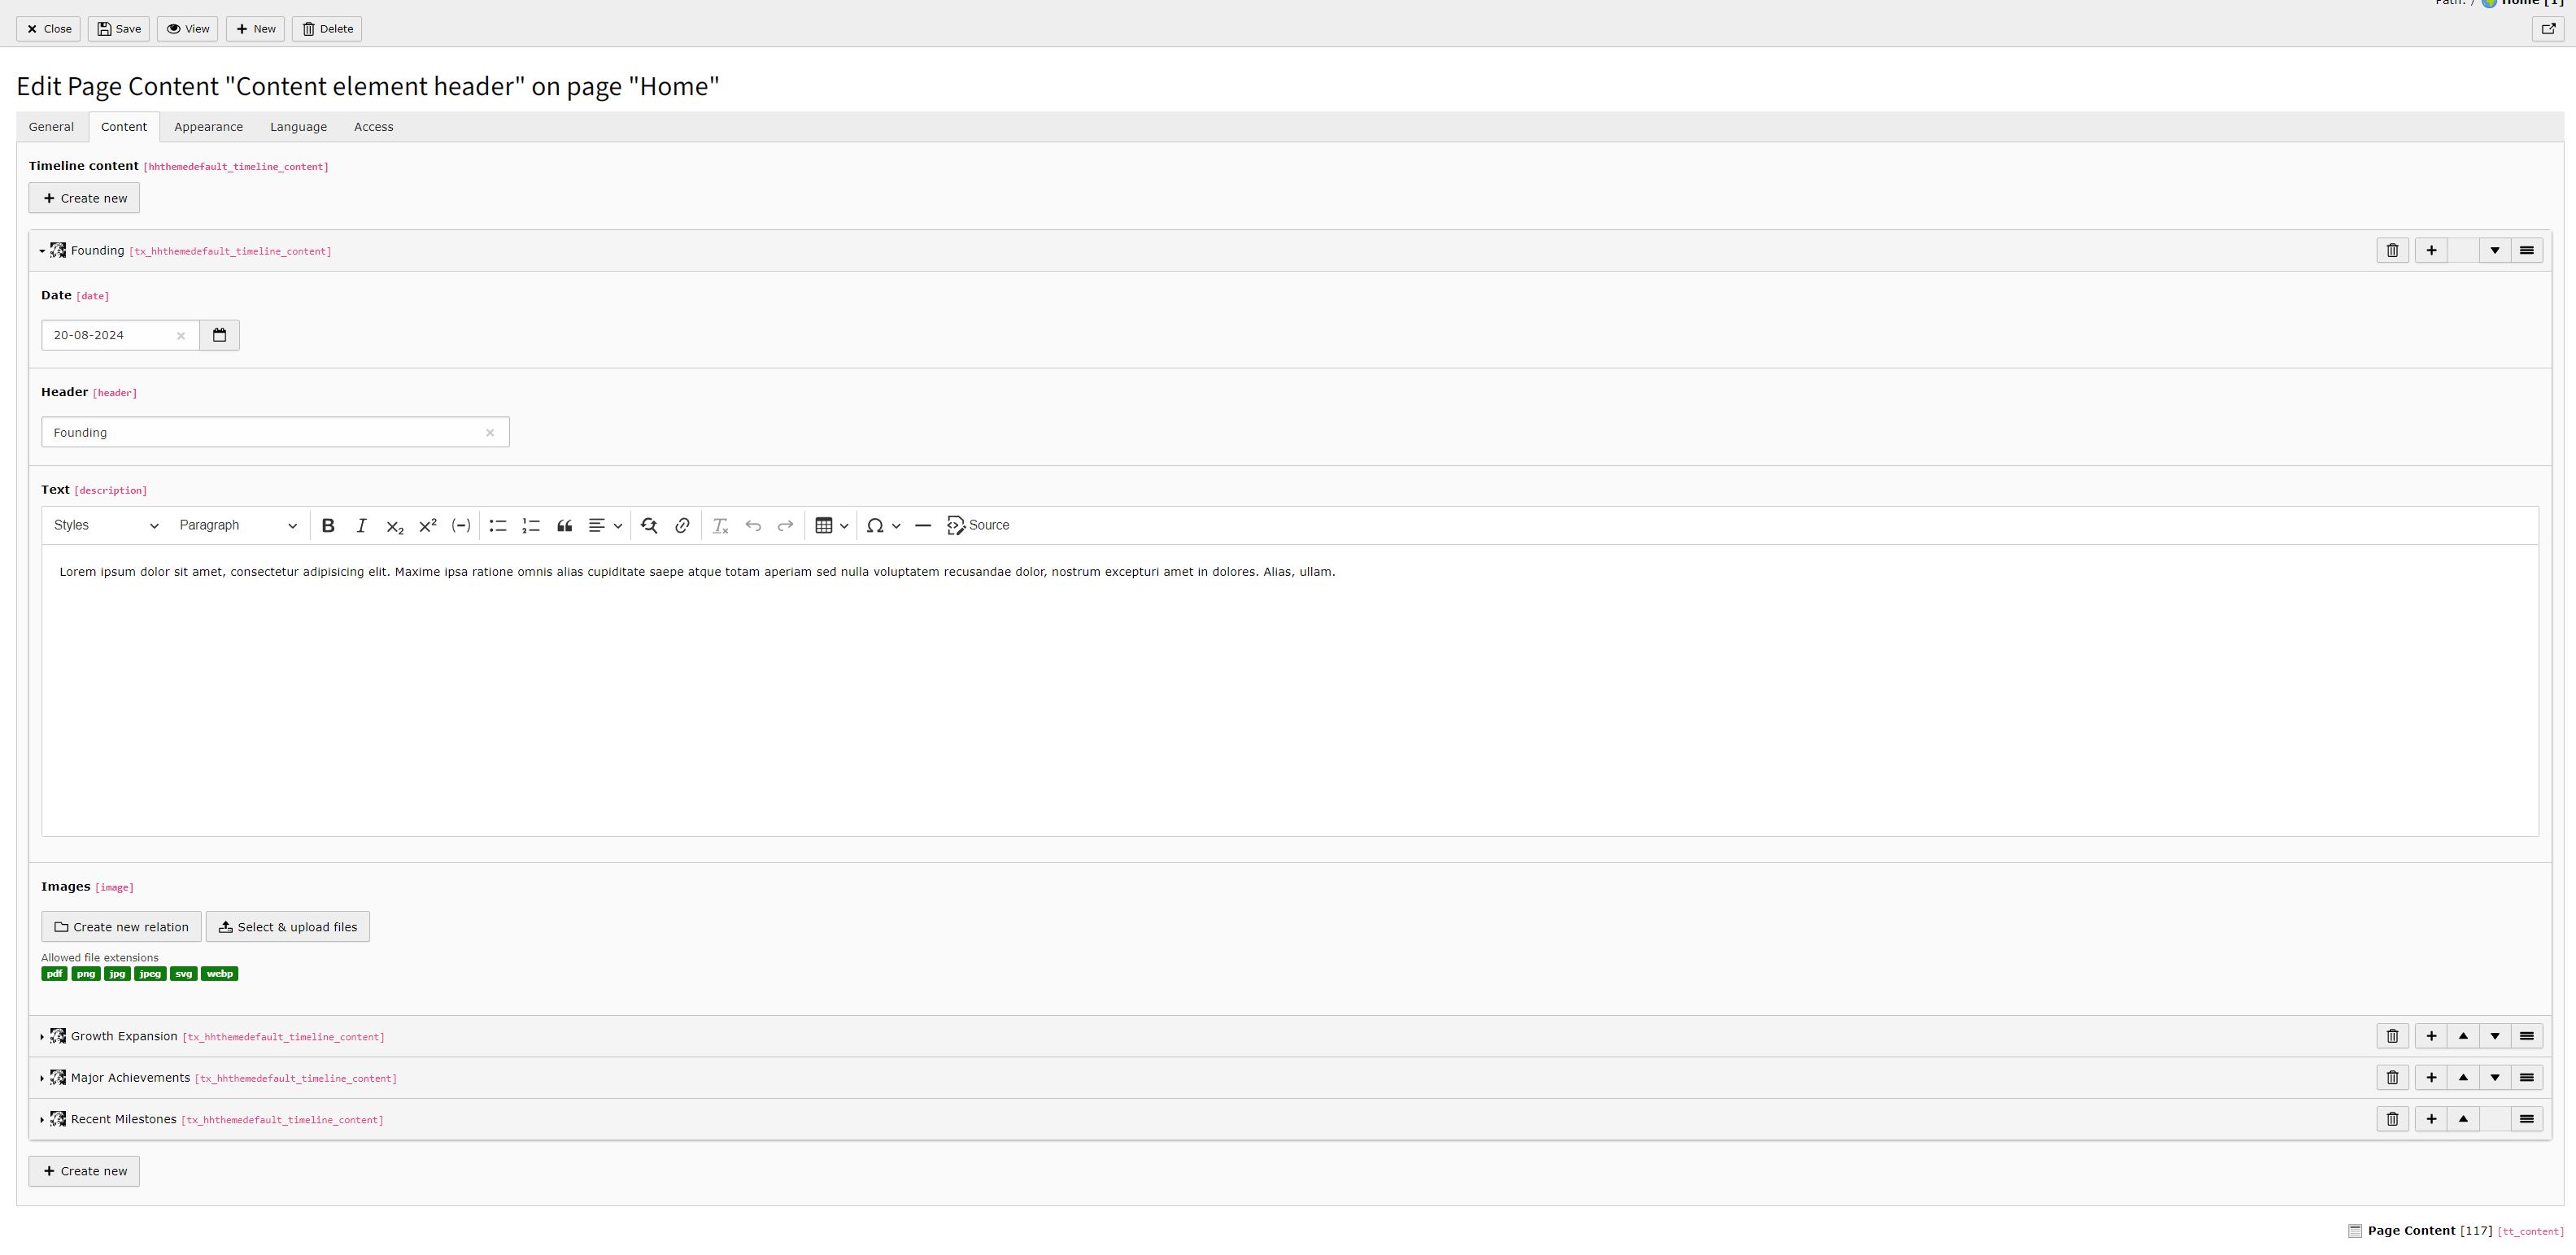 Path: / Home [1]
Close Save View New Delete
Edit Page Content "Content element header" on page "Home"
General Content Appearance Language Access
Timeline content [hhthemedefault_timeline_content]
Create new
Founding [tx_hhthemedefault_timeline_content]
Date [date]
20-08-2024
Header [header]
Founding
Text [description]
Styles Paragraph Source
Lorem ipsum dolor sit amet, consectetur adipisicing elit. Maxime ipsa ratione omnis alias cupiditate saepe atque totam aperiam sed nulla voluptatem recusandae dolor, nostrum excepturi amet in dolores. Alias, ullam.
Images [image]
Create new relation Select & upload files
Allowed file extensions
pdf png jpg jpeg svg webp
Growth Expansion [tx_hhthemedefault_timeline_content]
Major Achievements [tx_hhthemedefault_timeline_content]
Recent Milestones [tx_hhthemedefault_timeline_content]
Create new
Page Content [117] [tt_content]